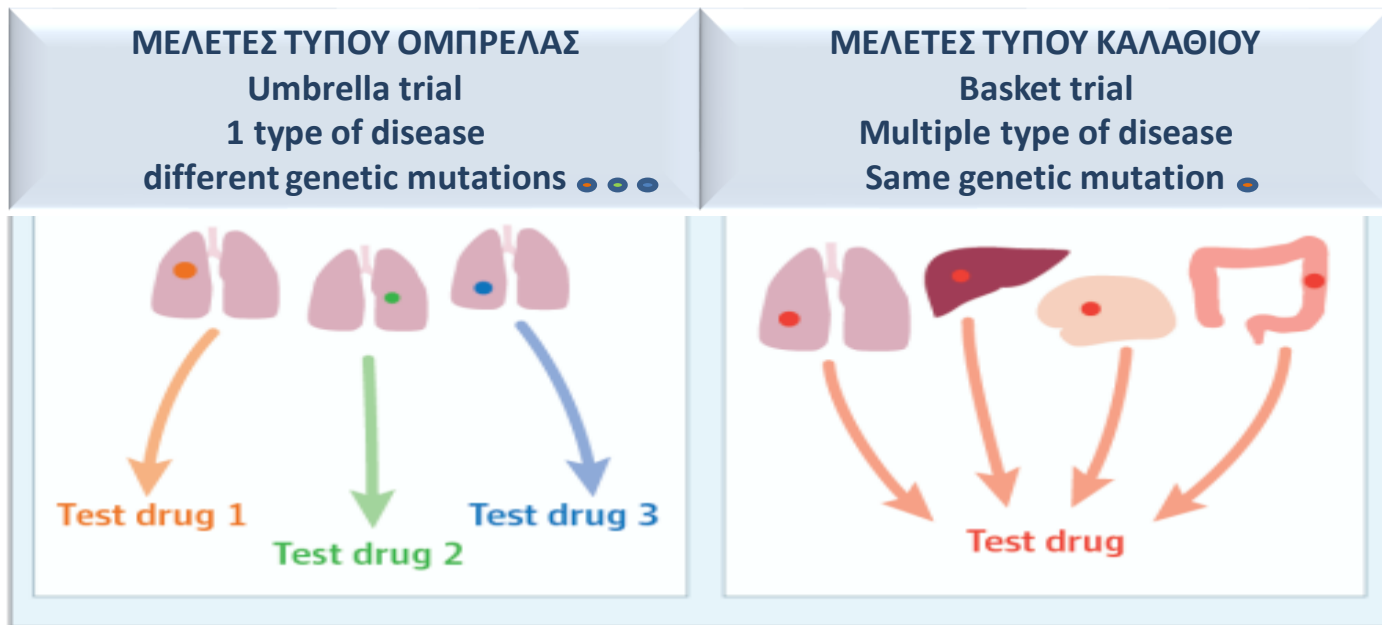 ΜΕΛΕΤΕΣ ΤΥΠΟΥ ΟΜΠΡΕΛΑΣ
Umbrella trial
1 type of disease
different genetic mutations
ΜΕΛΕΤΕΣ ΤΥΠΟΥ ΚΑΛΑΘΙΟΥ
Basket trial
Multiple type of disease
Same genetic mutation
Test drug 1
Test drug 2
Test drug 3
Test drug